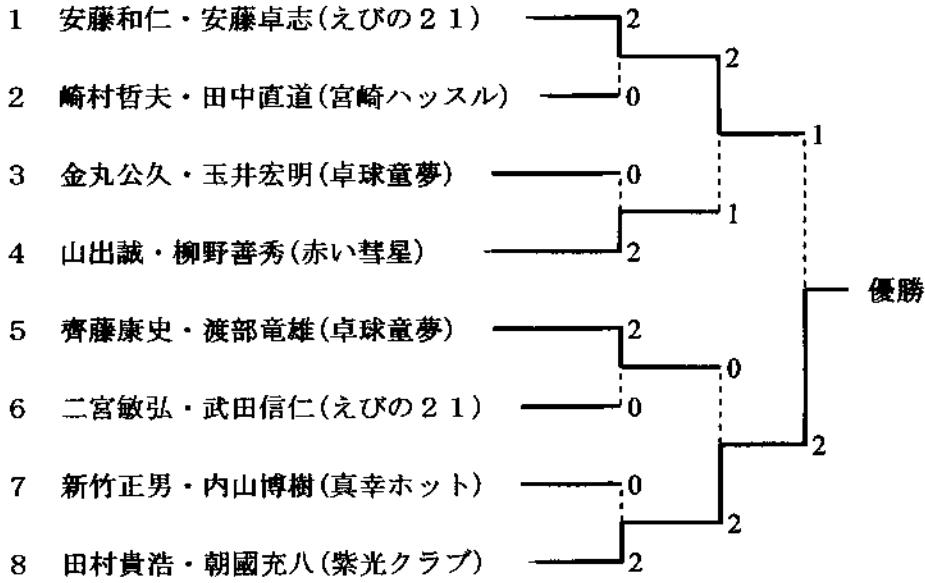 1 安藤和仁・安藤卓志(えびの21) 2
2
2 崎村哲夫・田中直道(宮崎ハッスル) 0
1
3 金丸公久・玉井宏明(卓球童夢) 0
1
4 山出誠・柳野善秀(赤い彗星) 2
優勝
5 齊藤康史・渡部竜雄(卓球童夢) 2
0
6 二宮敏弘・武田信仁(えびの21) 0
2
7 新竹正男・内山博樹(真幸ホット) 0
2
8 田村貴浩・朝國充八(紫光クラブ) 2